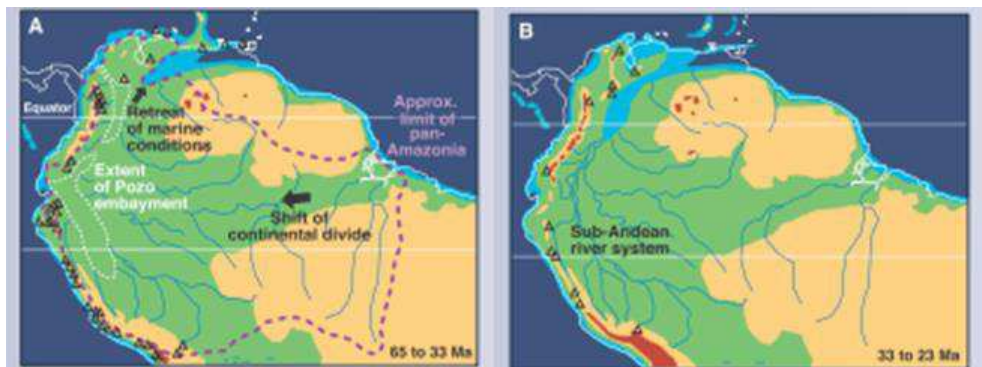 A
Equator
Retreat
of marine
conditions
Approx.
limit of
pan-
Amazonia
Extent
of Pozo
embayment
Shift of
continental divide
65 to 33 Ma
B
Sub-Andean
river system
33 to 23 Ma